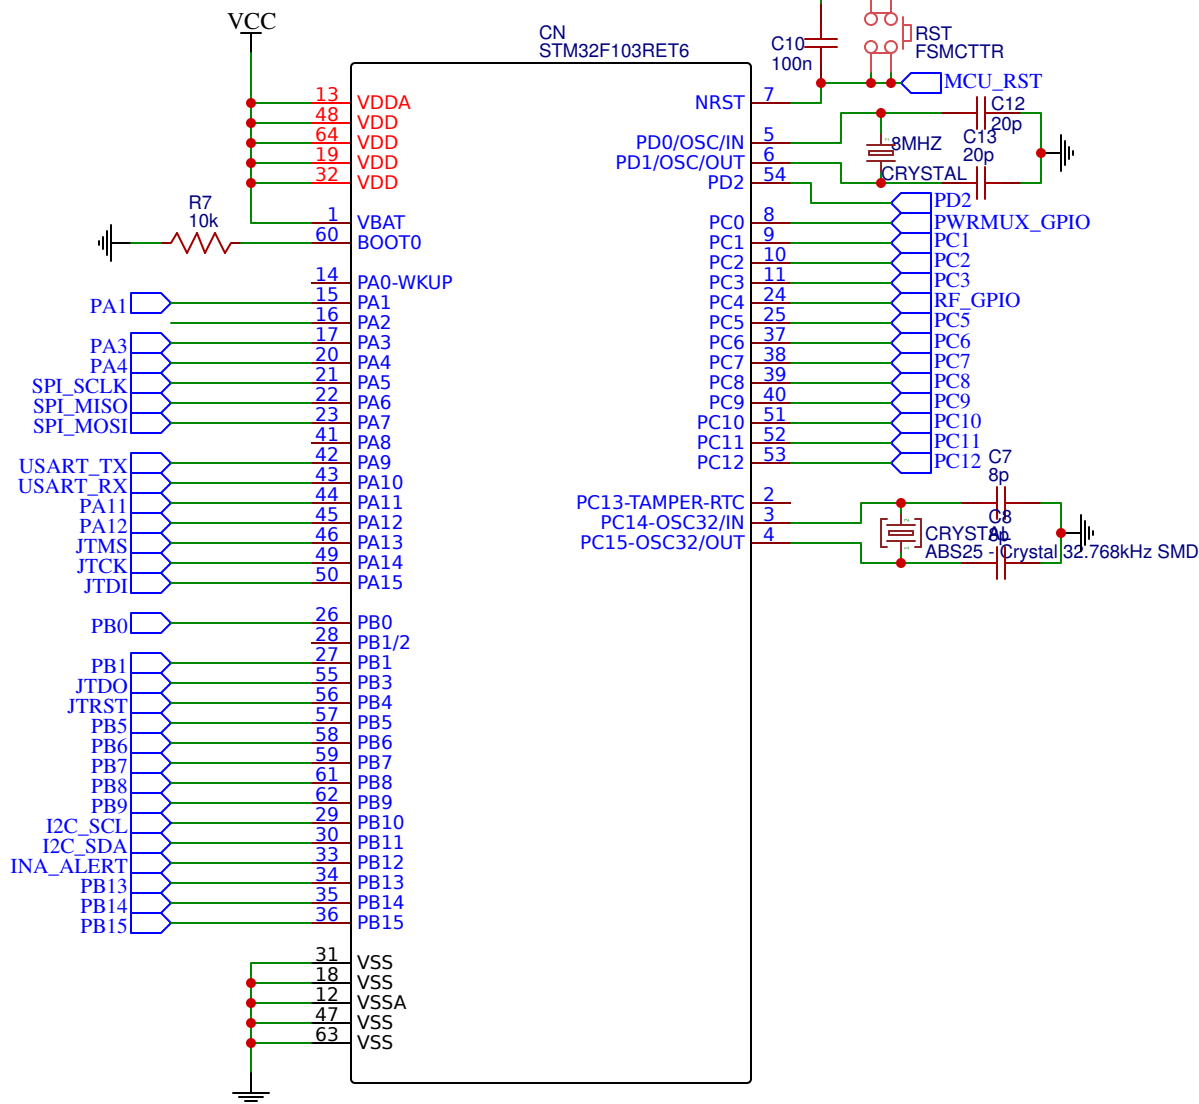 VCC
CN
STM32F103RET6
C10
100n
RST
FSMCTTR
MCU_RST
13 VDDA
48 VDD
64 VDD
19 VDD
32 VDD
R7
10k
1 VBAT
60 BOOT0
14 PA0-WKUP
PA1 15 PA1
16 PA2
PA3 17 PA3
PA4 20 PA4
SPI_SCLK 21 PA5
SPI_MISO 22 PA6
SPI_MOSI 23 PA7
41 PA8
USART_TX 42 PA9
USART_RX 43 PA10
PA11 44 PA11
PA12 45 PA12
JTMS 46 PA13
JTCK 49 PA14
JTDI 50 PA15
PB0 26 PB0
28 PB1/2
PB1 27 PB1
JTDO 55 PB3
JTRST 56 PB4
PB5 57 PB5
PB6 58 PB6
PB7 59 PB7
PB8 61 PB8
PB9 62 PB9
I2C_SCL 29 PB10
I2C_SDA 30 PB11
INA_ALERT 33 PB12
PB13 34 PB13
PB14 35 PB14
PB15 36 PB15
31 VSS
18 VSS
12 VSSA
47 VSS
63 VSS
NRST 7
PD0/OSC/IN 5
PD1/OSC/OUT 6
PD2 54 PD2
8MHZ
CRYSTAL
C12
20p
C13
20p
PC0 8 PWRMUX_GPIO
PC1 9 PC1
PC2 10 PC2
PC3 11 PC3
PC4 24 RF_GPIO
PC5 25 PC5
PC6 37 PC6
PC7 38 PC7
PC8 39 PC8
PC9 40 PC9
PC10 51 PC10
PC11 52 PC11
PC12 53 PC12
PC13-TAMPER-RTC 2
PC14-OSC32/IN 3
PC15-OSC32/OUT 4
C7
8p
C8
8p
CRYSTAL
ABS25 - Crystal 32.768kHz SMD